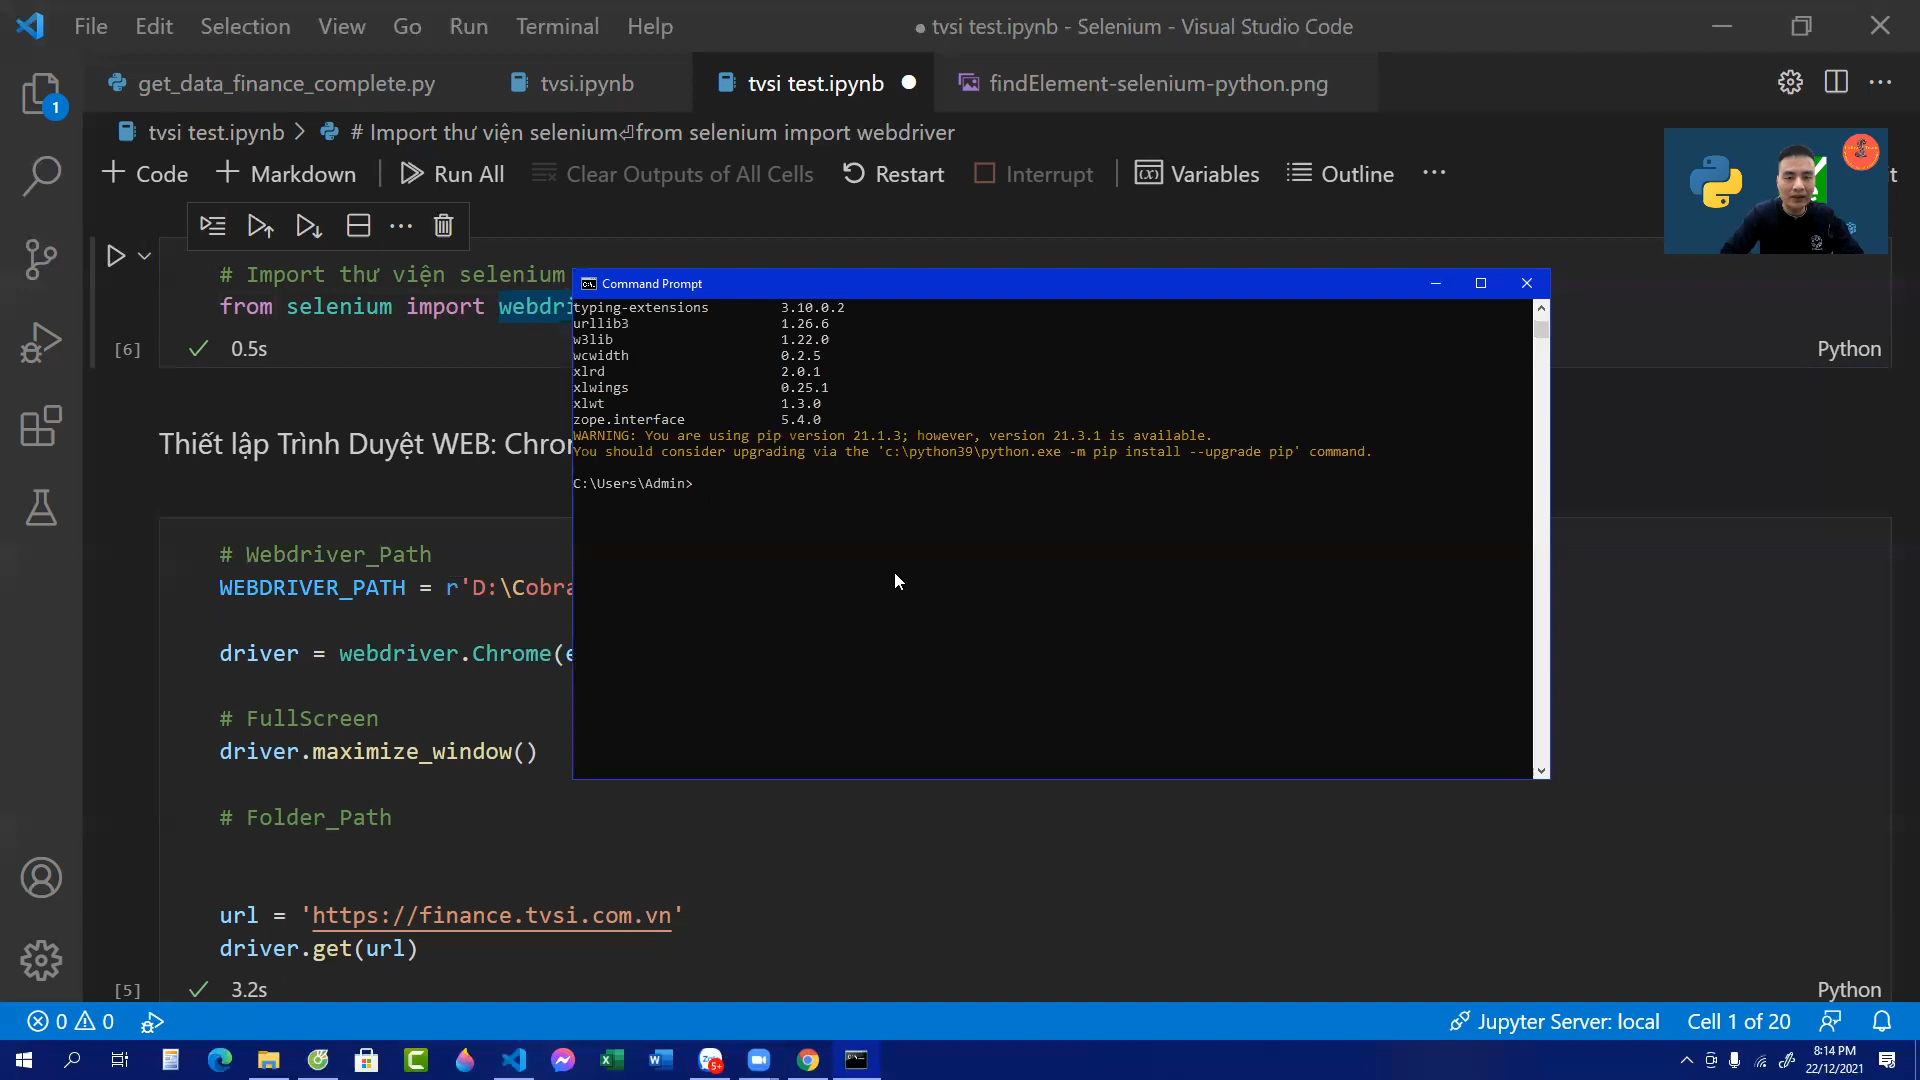 File Edit Selection View Go Run Terminal Help
● tvsi test.ipynb - Selenium - Visual Studio Code
get_data_finance_complete.py
tvsi.ipynb
tvsi test.ipynb
findElement-selenium-python.png
1
tvsi test.ipynb > # Import thư viện selenium⏎from selenium import webdriver
+ Code + Markdown Run All Clear Outputs of All Cells Restart Interrupt Variables Outline ...
# Import thư viện selenium
from selenium import webdri
[6] 0.5s
Python
Command Prompt
typing-extensions 3.10.0.2
urllib3 1.26.6
w3lib 1.22.0
wcwidth 0.2.5
xlrd 2.0.1
xlwings 0.25.1
xlwt 1.3.0
zope.interface 5.4.0
WARNING: You are using pip version 21.1.3; however, version 21.3.1 is available.
You should consider upgrading via the 'c:\python39\python.exe -m pip install --upgrade pip' command.
C:\Users\Admin>
Thiết lập Trình Duyệt WEB: Chro
# Webdriver_Path
WEBDRIVER_PATH = r'D:\Cobra
driver = webdriver.Chrome(e
# FullScreen
driver.maximize_window()
# Folder_Path
url = 'https://finance.tvsi.com.vn'
driver.get(url)
[5] 3.2s
Python
0 0
Jupyter Server: local
Cell 1 of 20
5+
8:14 PM
22/12/2021